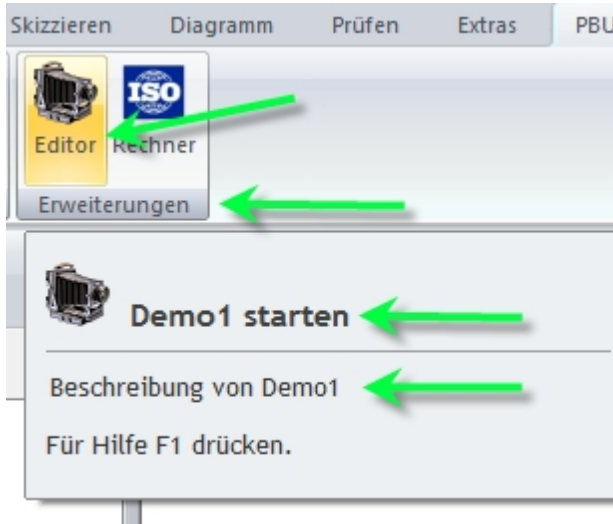 Skizzieren Diagramm Prüfen Extras PBU
ISO
Editor Rechner
Erweiterungen
Demo1 starten
Beschreibung von Demo1
Für Hilfe F1 drücken.